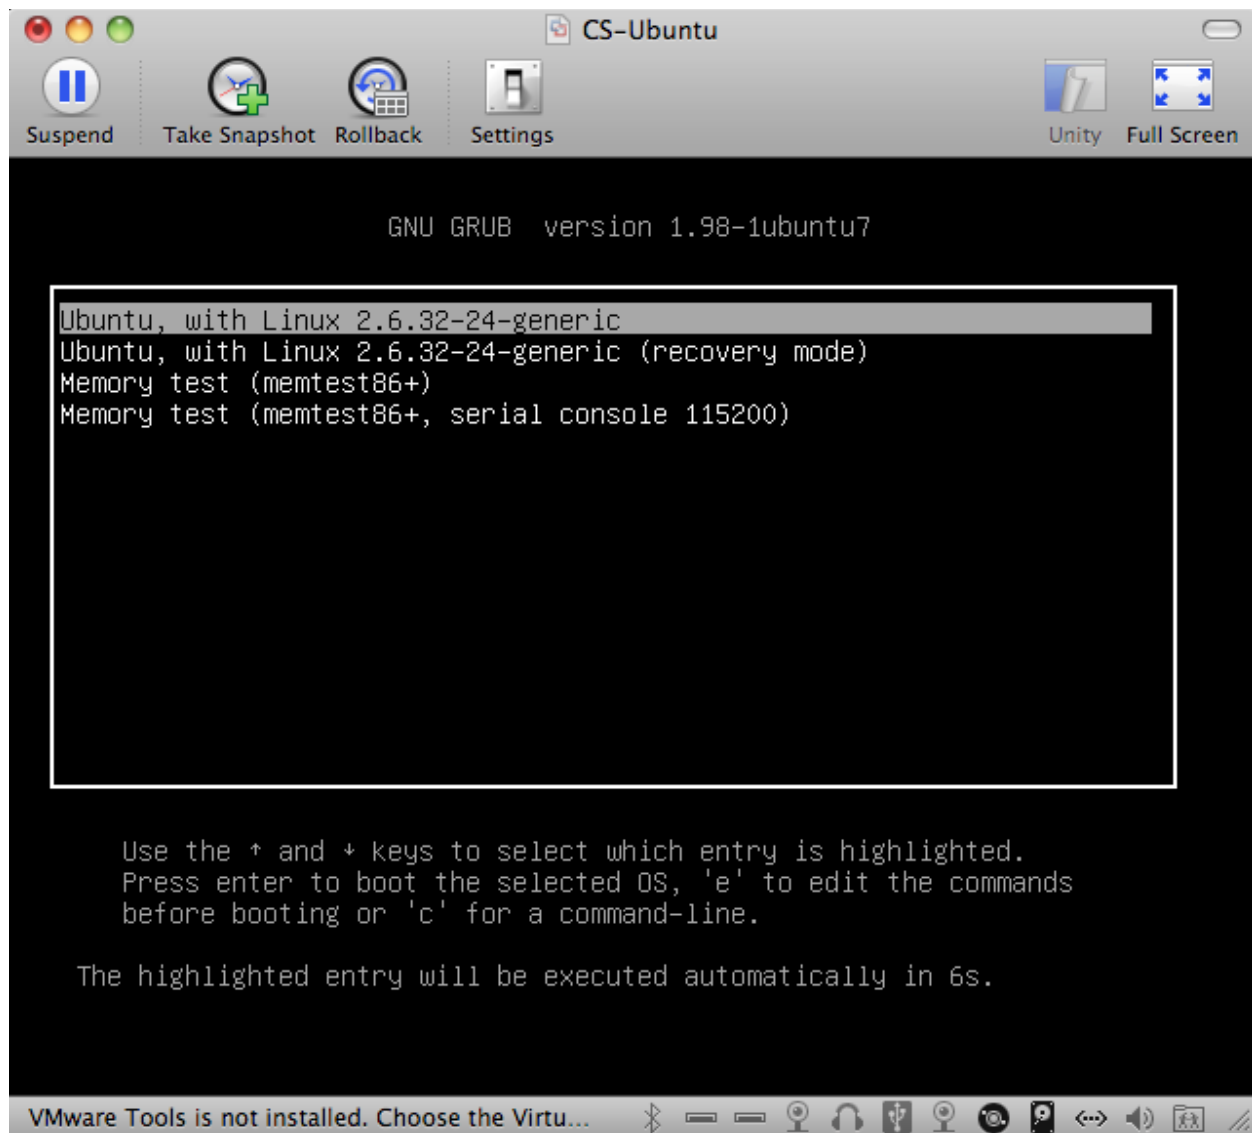 CS-Ubuntu
Suspend Take Snapshot Rollback Settings Unity Full Screen
GNU GRUB version 1.98-1ubuntu7
Ubuntu, with Linux 2.6.32-24-generic
Ubuntu, with Linux 2.6.32-24-generic (recovery mode)
Memory test (memtest86+)
Memory test (memtest86+, serial console 115200)
Use the ↑ and ↓ keys to select which entry is highlighted.
Press enter to boot the selected OS, 'e' to edit the commands
before booting or 'c' for a command-line.
The highlighted entry will be executed automatically in 6s.
VMware Tools is not installed. Choose the Virtu...